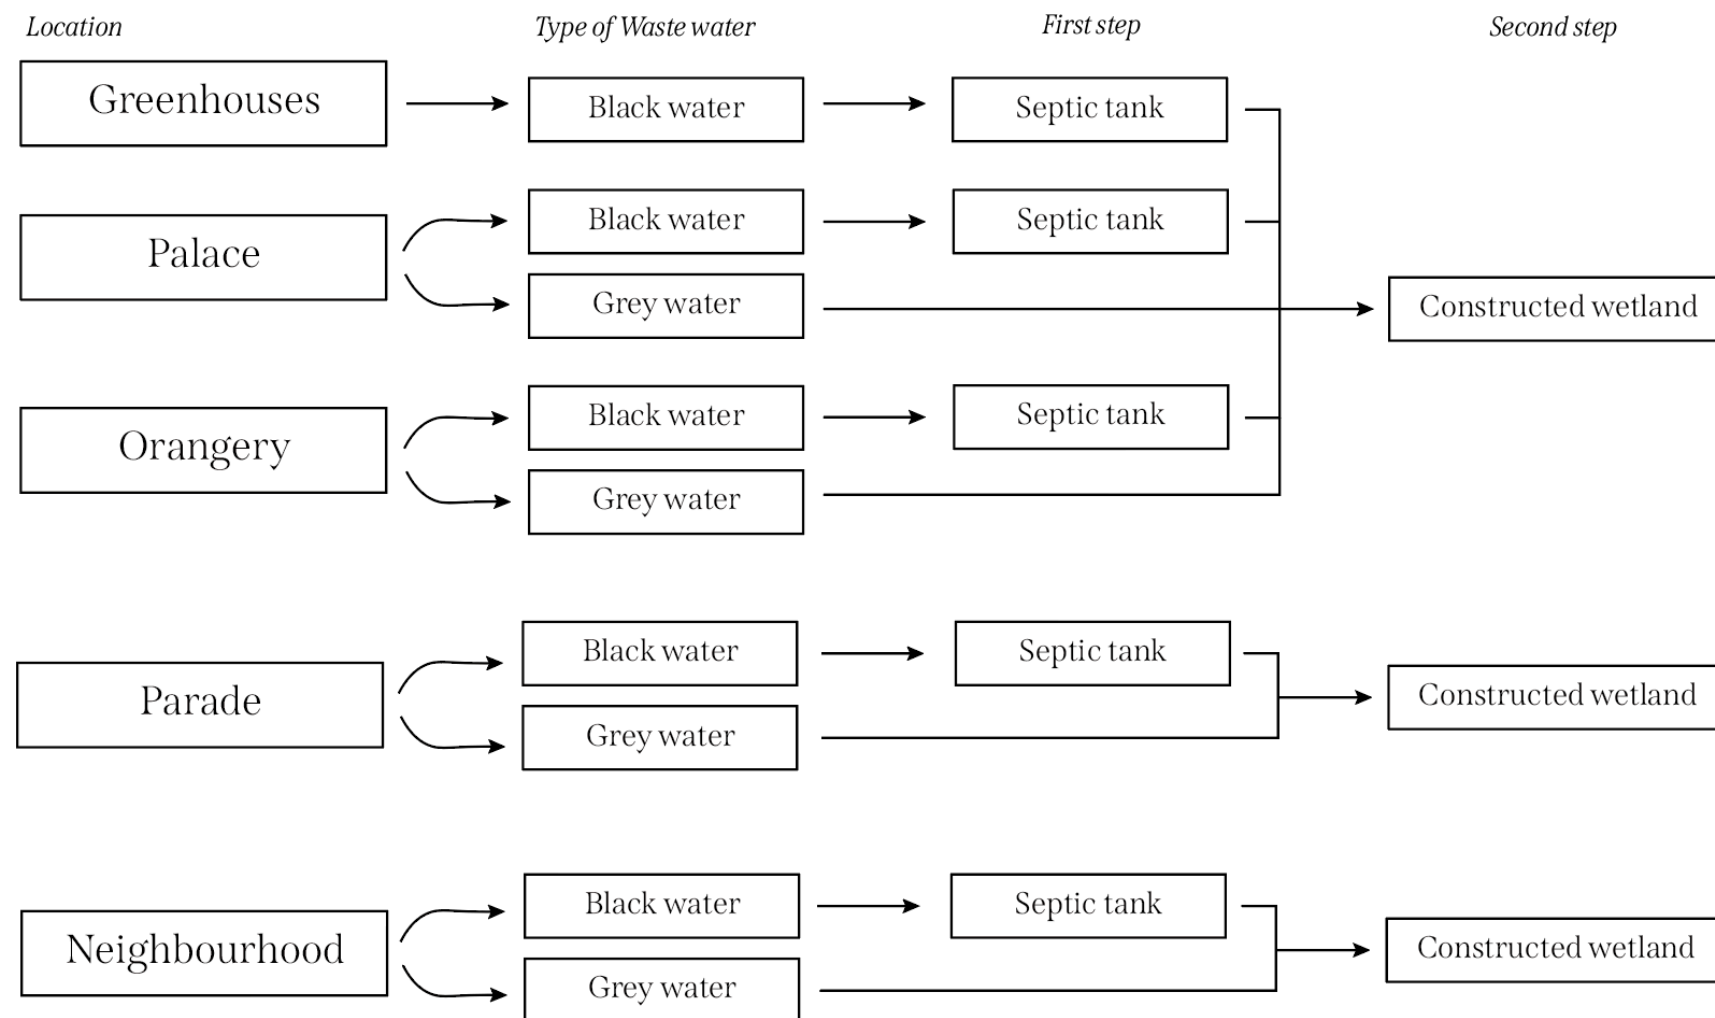 Location
Type of Waste water
First step
Second step
Greenhouses
Black water
Septic tank
Palace
Black water
Septic tank
Grey water
Constructed wetland
Orangery
Black water
Septic tank
Grey water
Parade
Black water
Septic tank
Grey water
Constructed wetland
Neighbourhood
Black water
Septic tank
Grey water
Constructed wetland